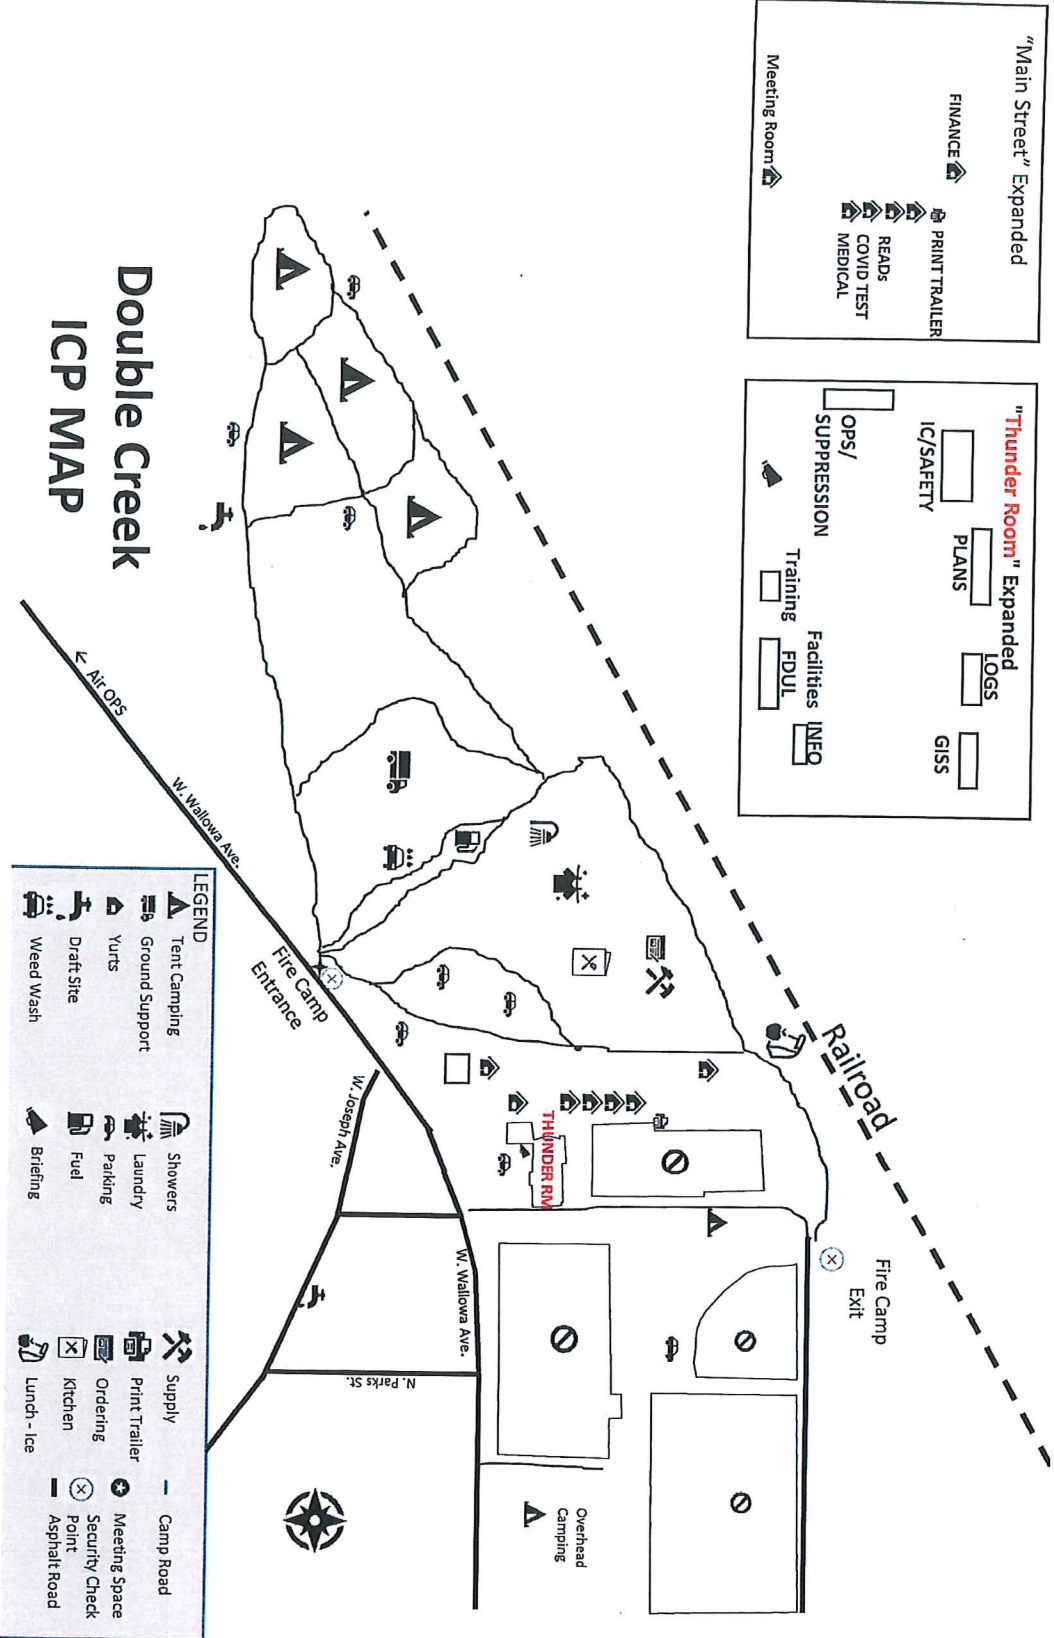 "Main Street" Expanded
FINANCE
PRINT TRAILER
READs
COVID TEST
MEDICAL
Meeting Room
"Thunder Room" Expanded
IC/SAFETY
PLANS
LOGS
GISS
OPS/
SUPPRESSION
Training
Facilities
FDUL
INFO
Double Creek
ICP MAP
Railroad
Fire Camp
Exit
THUNDER RM
Fire Camp
Entrance
← Air OPS
W. Wallowa Ave.
W. Joseph Ave.
W. Wallowa Ave.
N. Parks St.
Overhead
Camping
LEGEND
Tent Camping
Ground Support
Yurts
Draft Site
Weed Wash
Showers
Laundry
Parking
Fuel
Briefing
Supply
Print Trailer
Ordering
Kitchen
Lunch - Ice
Camp Road
Meeting Space
Security Check
Point
Asphalt Road